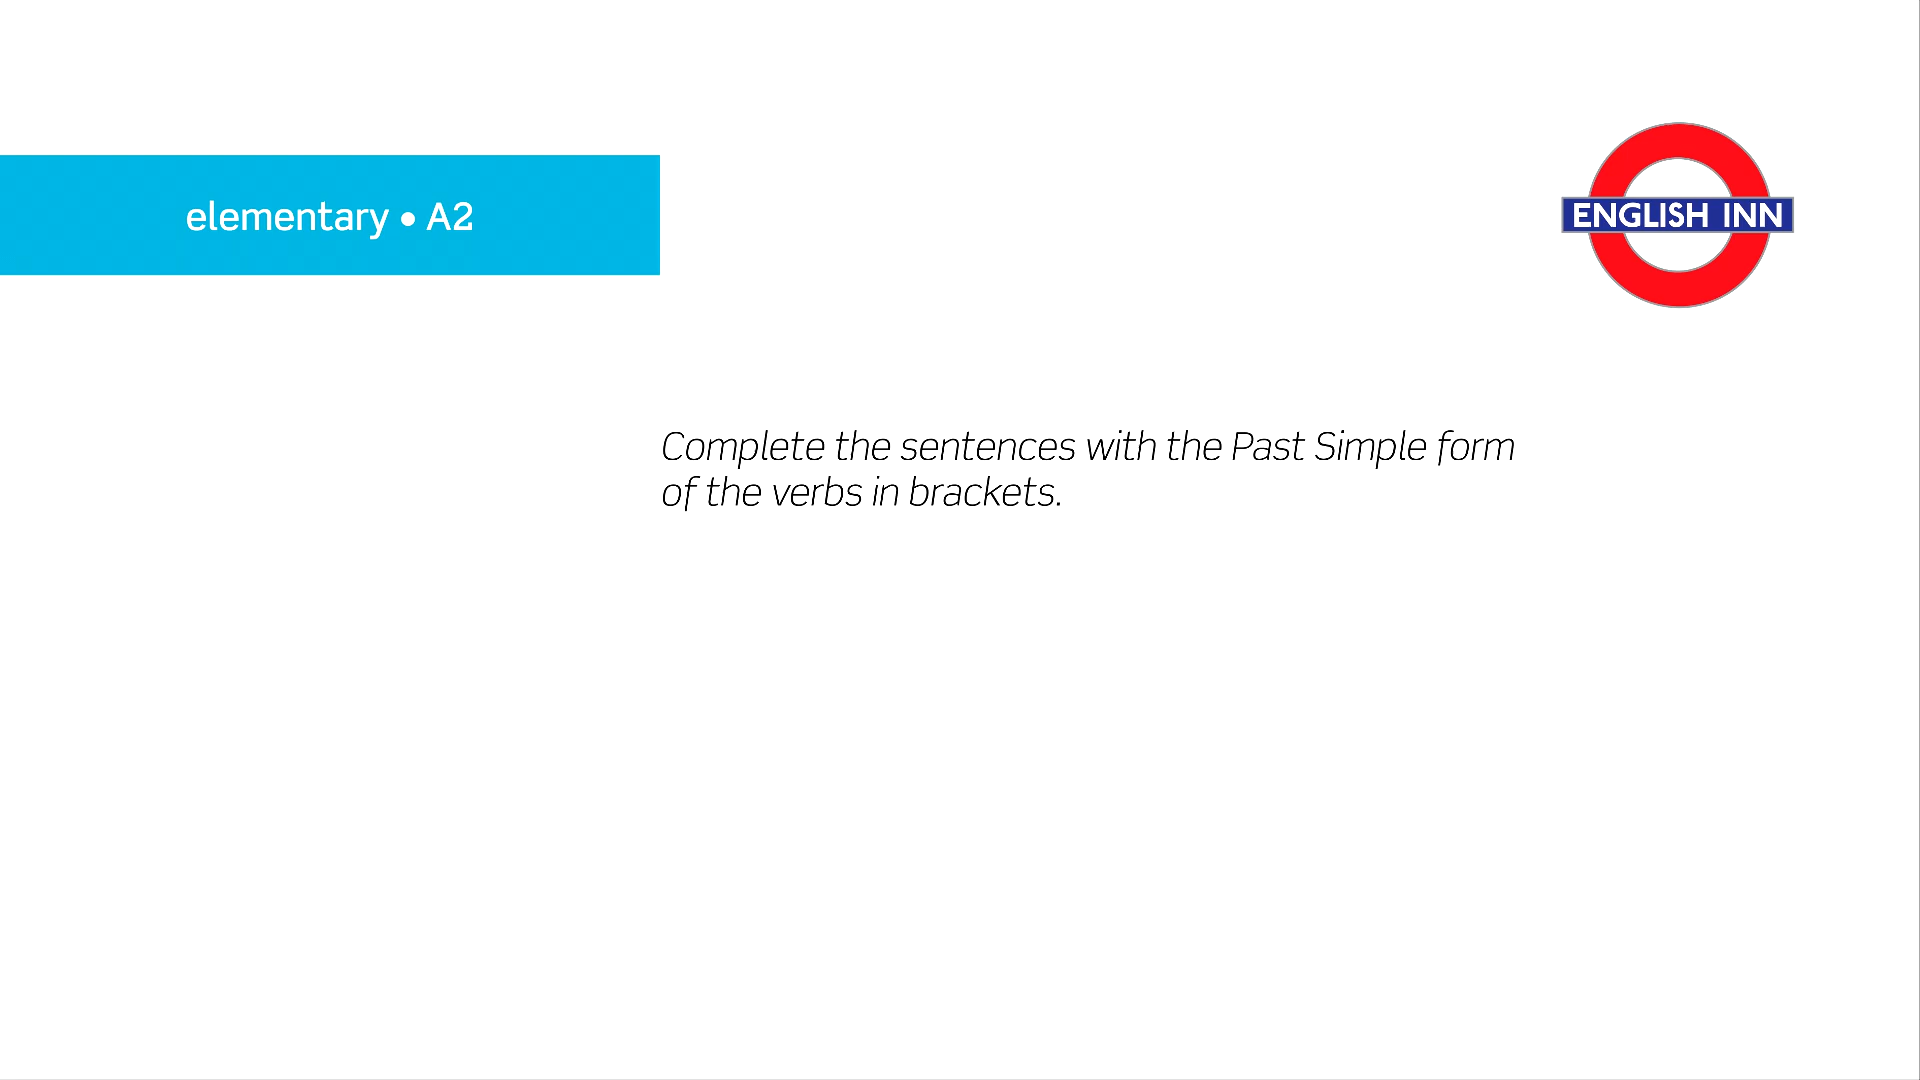 elementary • A2
ENGLISH INN
Complete the sentences with the Past Simple form
of the verbs in brackets.